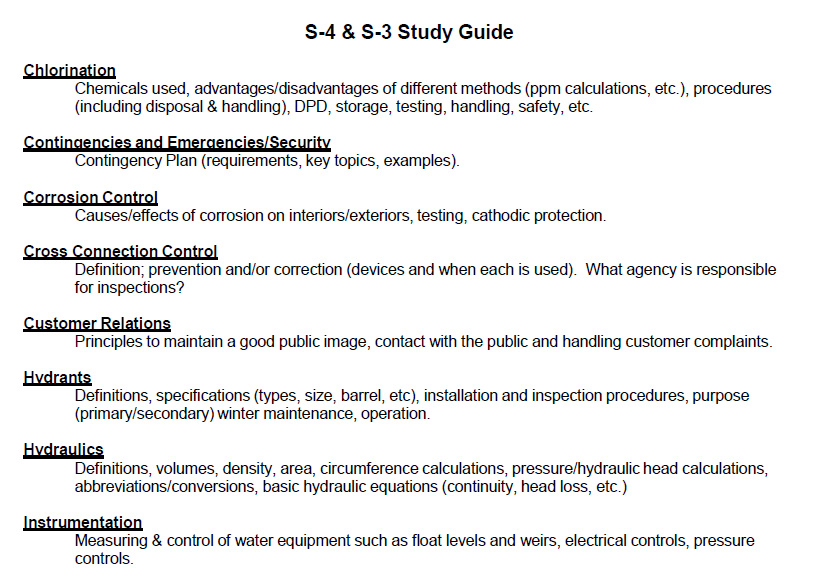 S-4 & S-3 Study Guide
Chlorination
Chemicals used, advantages/disadvantages of different methods (ppm calculations, etc.), procedures
(including disposal & handling), DPD, storage, testing, handling, safety, etc.
Contingencies and Emergencies/Security
Contingency Plan (requirements, key topics, examples).
Corrosion Control
Causes/effects of corrosion on interiors/exteriors, testing, cathodic protection.
Cross Connection Control
Definition; prevention and/or correction (devices and when each is used).  What agency is responsible
for inspections?
Customer Relations
Principles to maintain a good public image, contact with the public and handling customer complaints.
Hydrants
Definitions, specifications (types, size, barrel, etc), installation and inspection procedures, purpose
(primary/secondary) winter maintenance, operation.
Hydraulics
Definitions, volumes, density, area, circumference calculations, pressure/hydraulic head calculations,
abbreviations/conversions, basic hydraulic equations (continuity, head loss, etc.)
Instrumentation
Measuring & control of water equipment such as float levels and weirs, electrical controls, pressure
controls.